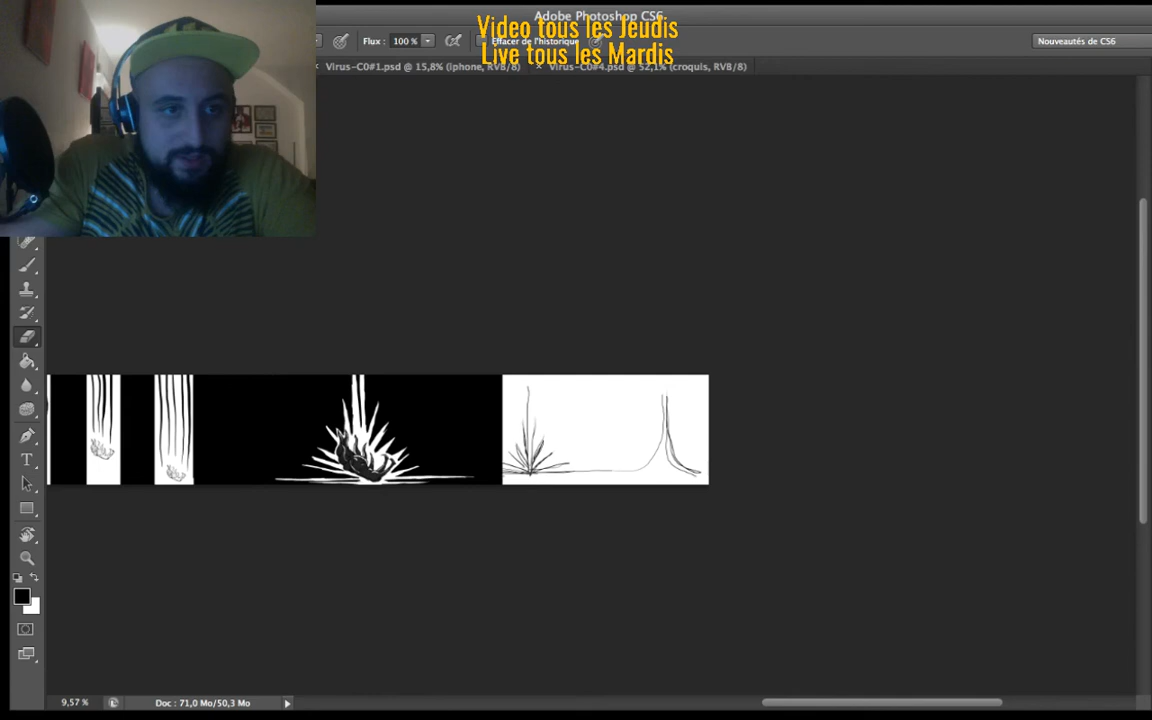 Adobe Photoshop CS6
Video tous les Jeudis
Live tous les Mardis
Flux : 100 %
Effacer de l'historique
Nouveautés de CS6
Virus-C0#1.psd @ 15,8% (iphone, RVB/8)
Virus-C0#4.psd @ 52,1% (croquis, RVB/8)
T
9,57 %
Doc : 71,0 Mo/50,3 Mo